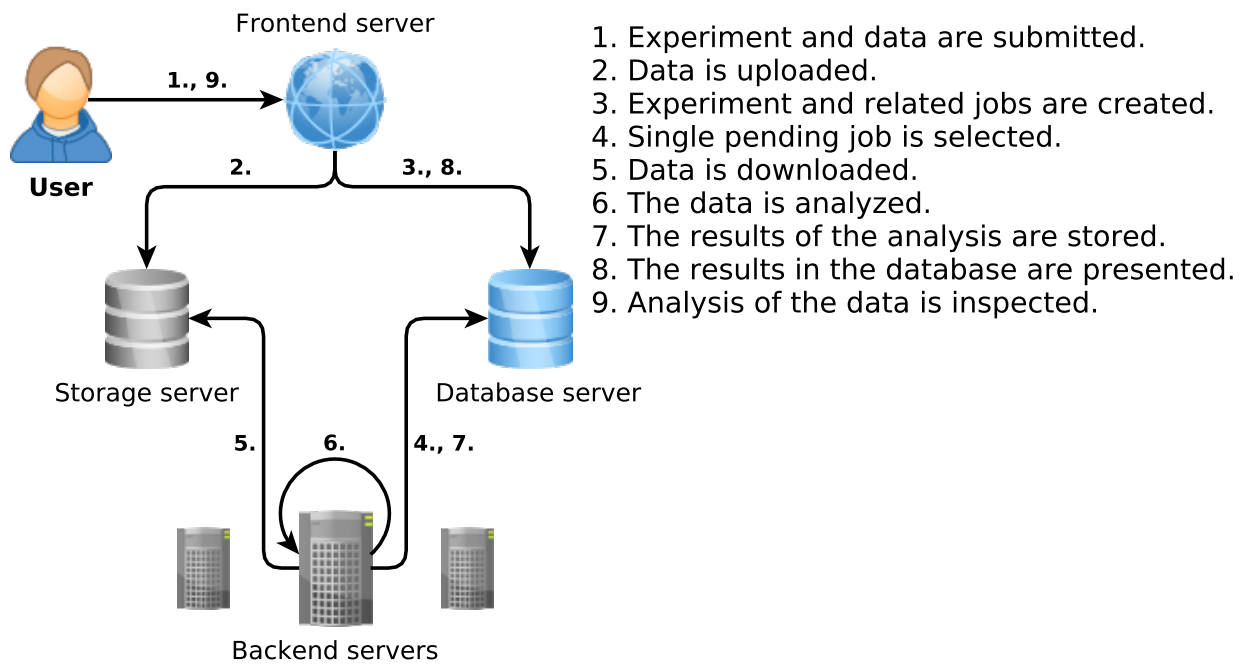 Frontend server
1., 9.
User
2.
3., 8.
Storage server
Database server
5.
6.
4., 7.
Backend servers
1. Experiment and data are submitted.
2. Data is uploaded.
3. Experiment and related jobs are created.
4. Single pending job is selected.
5. Data is downloaded.
6. The data is analyzed.
7. The results of the analysis are stored.
8. The results in the database are presented.
9. Analysis of the data is inspected.